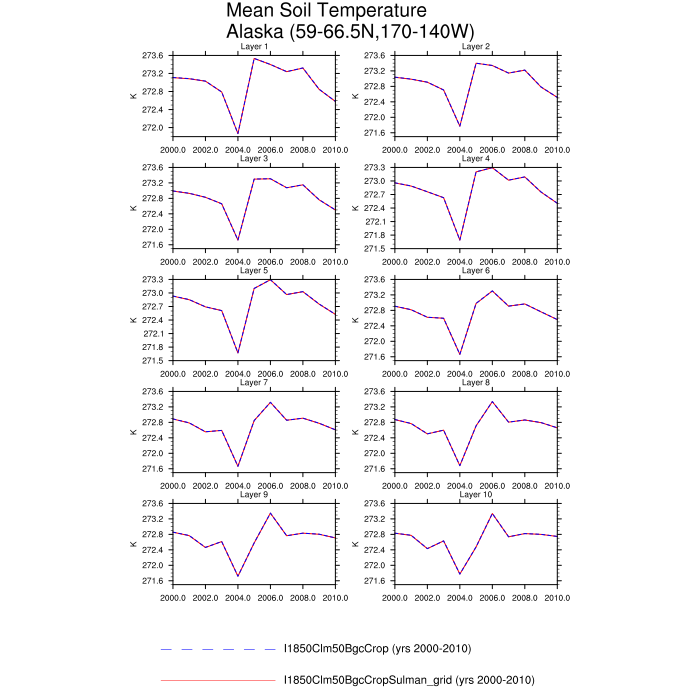 Mean Soil Temperature
Alaska (59-66.5N,170-140W)
Layer 1
273.6
273.2
272.8
272.4
272.0
K
2000.0 2002.0 2004.0 2006.0 2008.0 2010.0
Layer 2
273.6
273.2
272.8
272.4
272.0
271.6
K
2000.0 2002.0 2004.0 2006.0 2008.0 2010.0
Layer 3
273.6
273.2
272.8
272.4
272.0
271.6
K
2000.0 2002.0 2004.0 2006.0 2008.0 2010.0
Layer 4
273.3
273.0
272.7
272.4
272.1
271.8
271.5
K
2000.0 2002.0 2004.0 2006.0 2008.0 2010.0
Layer 5
273.3
273.0
272.7
272.4
272.1
271.8
271.5
K
2000.0 2002.0 2004.0 2006.0 2008.0 2010.0
Layer 6
273.6
273.2
272.8
272.4
272.0
271.6
K
2000.0 2002.0 2004.0 2006.0 2008.0 2010.0
Layer 7
273.6
273.2
272.8
272.4
272.0
271.6
K
2000.0 2002.0 2004.0 2006.0 2008.0 2010.0
Layer 8
273.6
273.2
272.8
272.4
272.0
271.6
K
2000.0 2002.0 2004.0 2006.0 2008.0 2010.0
Layer 9
273.6
273.2
272.8
272.4
272.0
271.6
K
2000.0 2002.0 2004.0 2006.0 2008.0 2010.0
Layer 10
273.6
273.2
272.8
272.4
272.0
271.6
K
2000.0 2002.0 2004.0 2006.0 2008.0 2010.0
I1850Clm50BgcCrop (yrs 2000-2010)
I1850Clm50BgcCropSulman_grid (yrs 2000-2010)